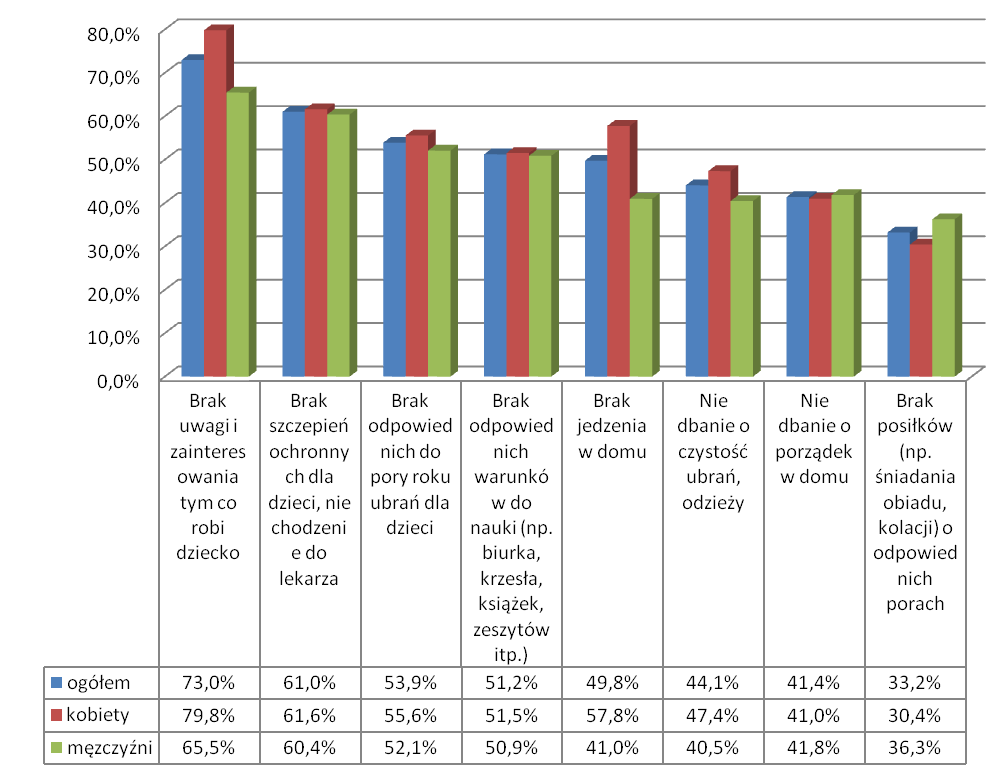 80,0%
70,0%
60,0%
50,0%
40,0%
30,0%
20,0%
10,0%
0,0%
Brak
uwagi i
zainteres
owania
tym co
robi
dziecko
Brak
szczepień
ochronny
ch dla
dzieci, nie
chodzeni
e do
lekarza
Brak
odpowied
nich do
pory roku
ubrań dla
dzieci
Brak
odpowied
nich
warunkó
w do
nauki (np.
biurka,
krzesła,
książek,
zeszytów
itp.)
Brak
jedzenia
w domu
Nie
dbanie o
czystość
ubrań,
odzieży
Nie
dbanie o
porządek
w domu
Brak
posiłków
(np.
śniadania
obiadu,
kolacji) o
odpowied
nich
porach
ogółem 73,0% 61,0% 53,9% 51,2% 49,8% 44,1% 41,4% 33,2%
kobiety 79,8% 61,6% 55,6% 51,5% 57,8% 47,4% 41,0% 30,4%
mężczyźni 65,5% 60,4% 52,1% 50,9% 41,0% 40,5% 41,8% 36,3%